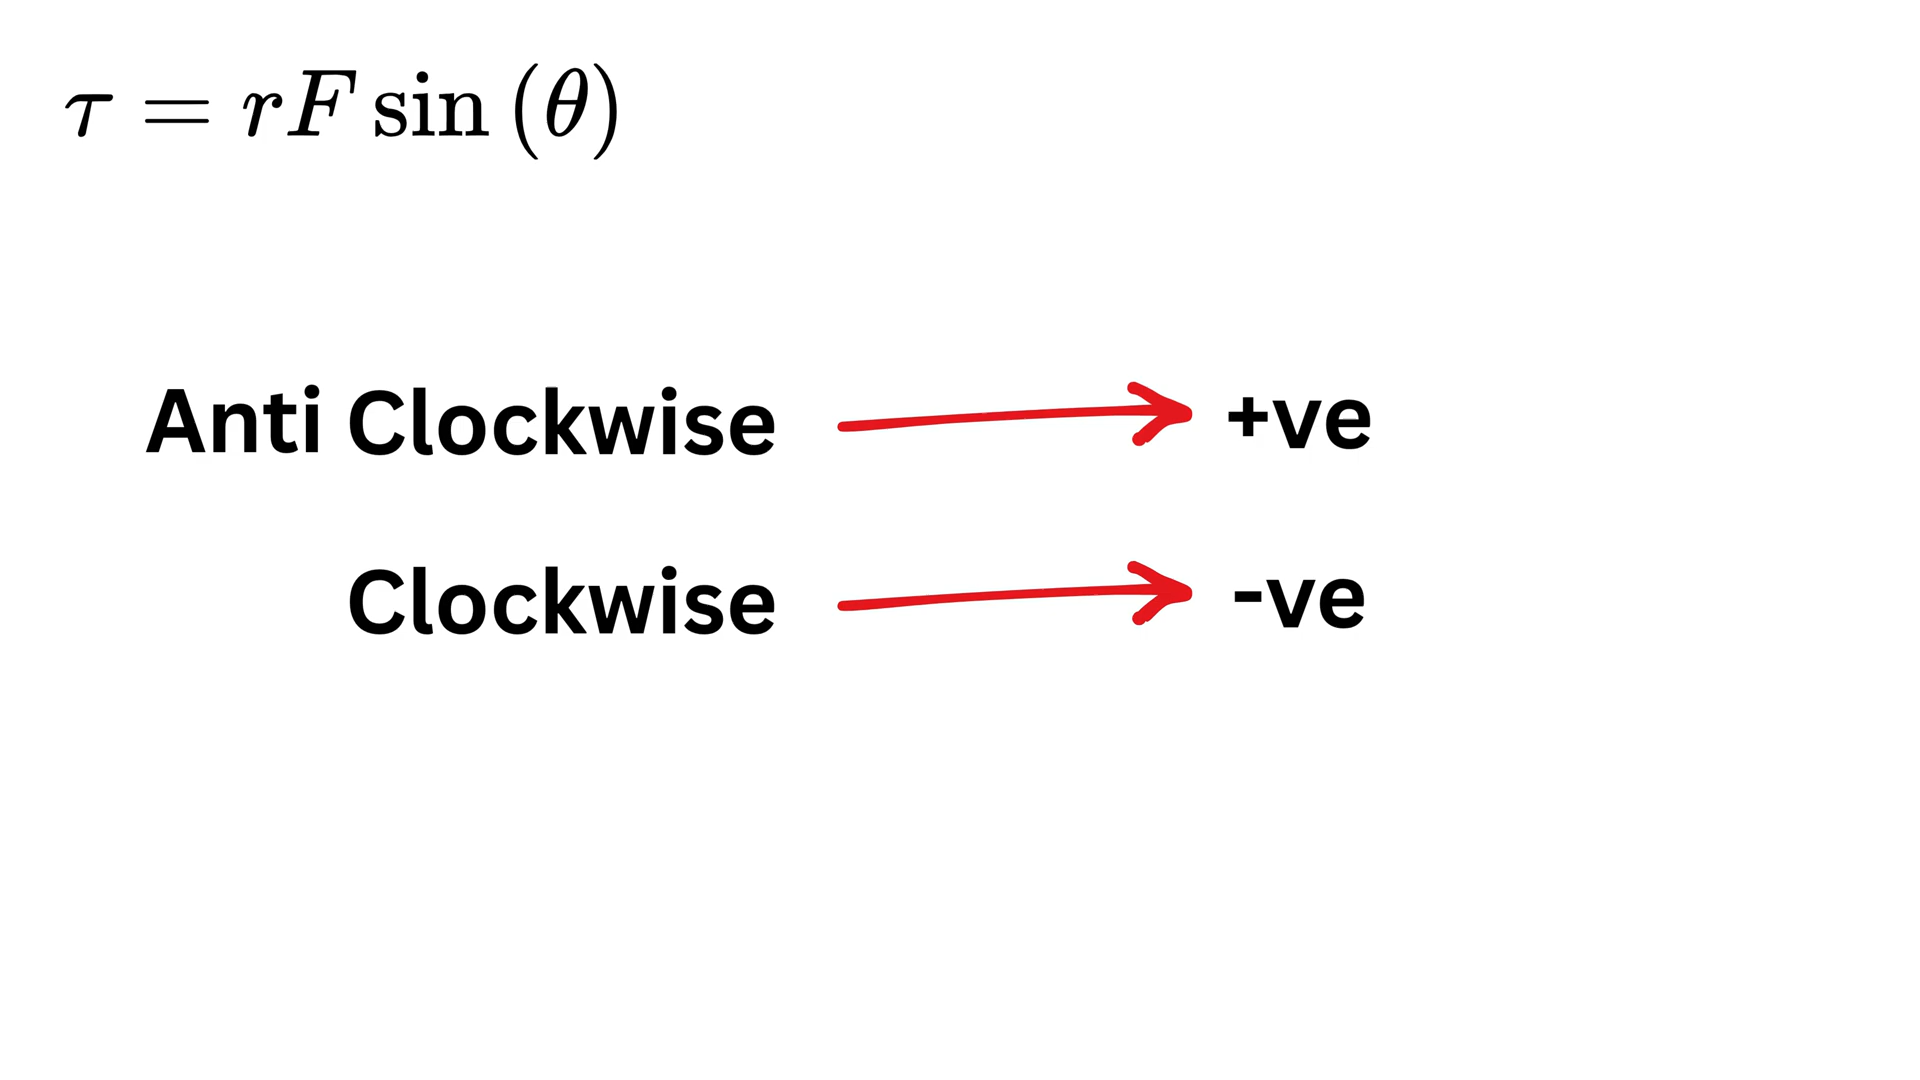 τ = rF sin (θ)
Anti Clockwise +ve
Clockwise -ve